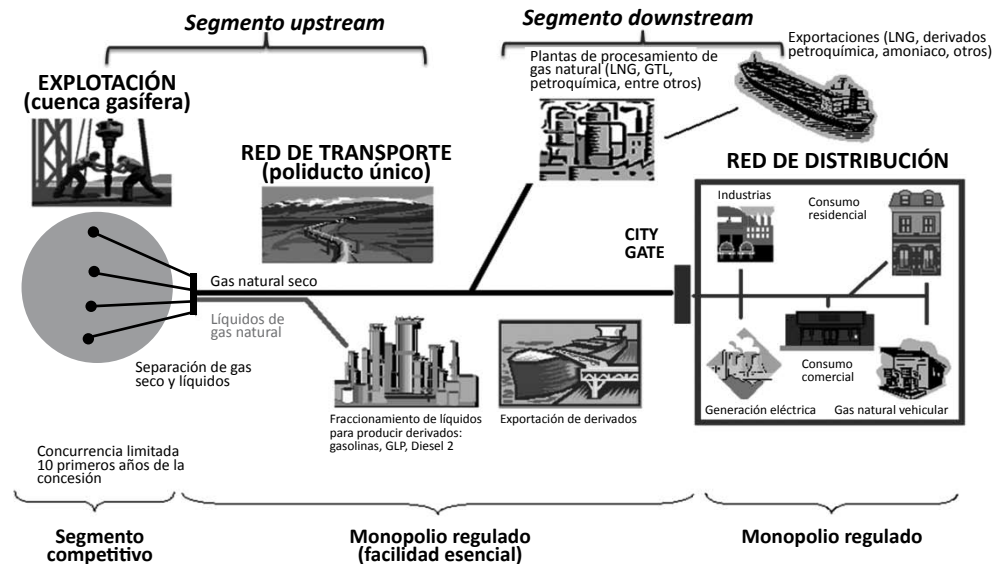 Segmento upstream
Segmento downstream
Exportaciones (LNG, derivados
petroquímica, amoniaco, otros)
Plantas de procesamiento de
gas natural (LNG, GTL,
petroquímica, entre otros)
EXPLOTACIÓN
(cuenca gasífera)
RED DE TRANSPORTE
(poliducto único)
RED DE DISTRIBUCIÓN
Industrias
Consumo
residencial
CITY
GATE
Gas natural seco
Líquidos de
gas natural
Separación de gas
seco y líquidos
Consumo
comercial
Generación eléctrica
Gas natural vehicular
Fraccionamiento de líquidos
para producir derivados:
gasolinas, GLP, Diesel 2
Exportación de derivados
Concurrencia limitada
10 primeros años de la
concesión
Segmento
competitivo
Monopolio regulado
(facilidad esencial)
Monopolio regulado